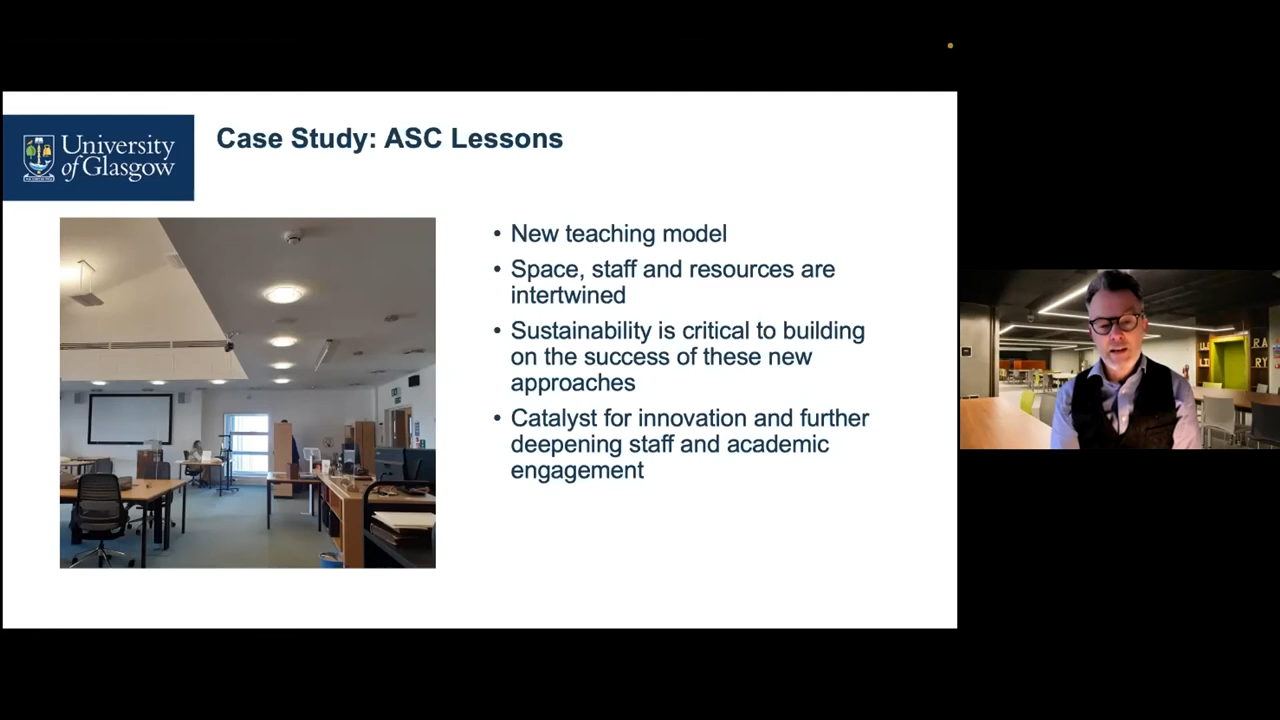 University
of Glasgow
Case Study: ASC Lessons
• New teaching model
• Space, staff and resources are
intertwined
• Sustainability is critical to building
on the success of these new
approaches
• Catalyst for innovation and further
deepening staff and academic
engagement